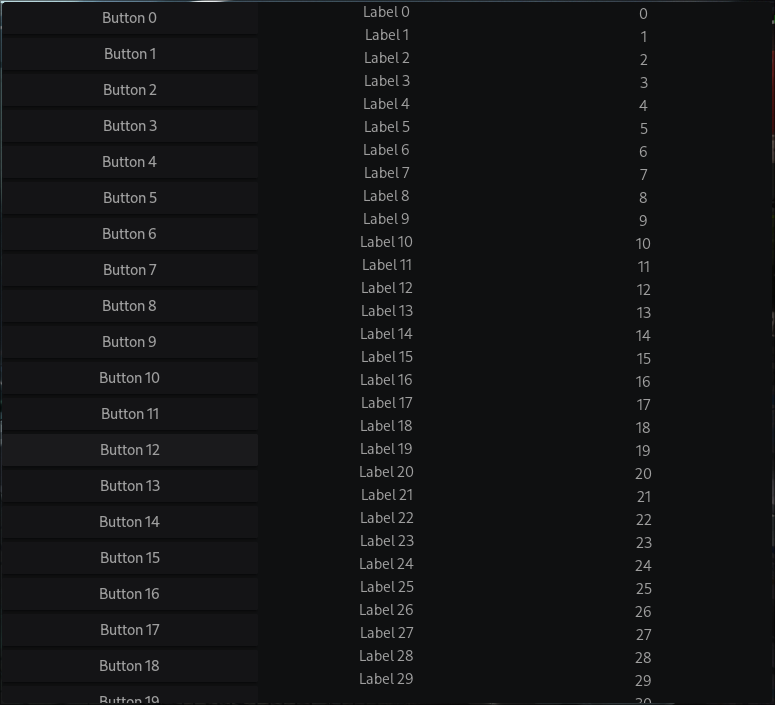 Button 0
Button 1
Button 2
Button 3
Button 4
Button 5
Button 6
Button 7
Button 8
Button 9
Button 10
Button 11
Button 12
Button 13
Button 14
Button 15
Button 16
Button 17
Button 18
Button 19
Label 0
Label 1
Label 2
Label 3
Label 4
Label 5
Label 6
Label 7
Label 8
Label 9
Label 10
Label 11
Label 12
Label 13
Label 14
Label 15
Label 16
Label 17
Label 18
Label 19
Label 20
Label 21
Label 22
Label 23
Label 24
Label 25
Label 26
Label 27
Label 28
Label 29
0
1
2
3
4
5
6
7
8
9
10
11
12
13
14
15
16
17
18
19
20
21
22
23
24
25
26
27
28
29